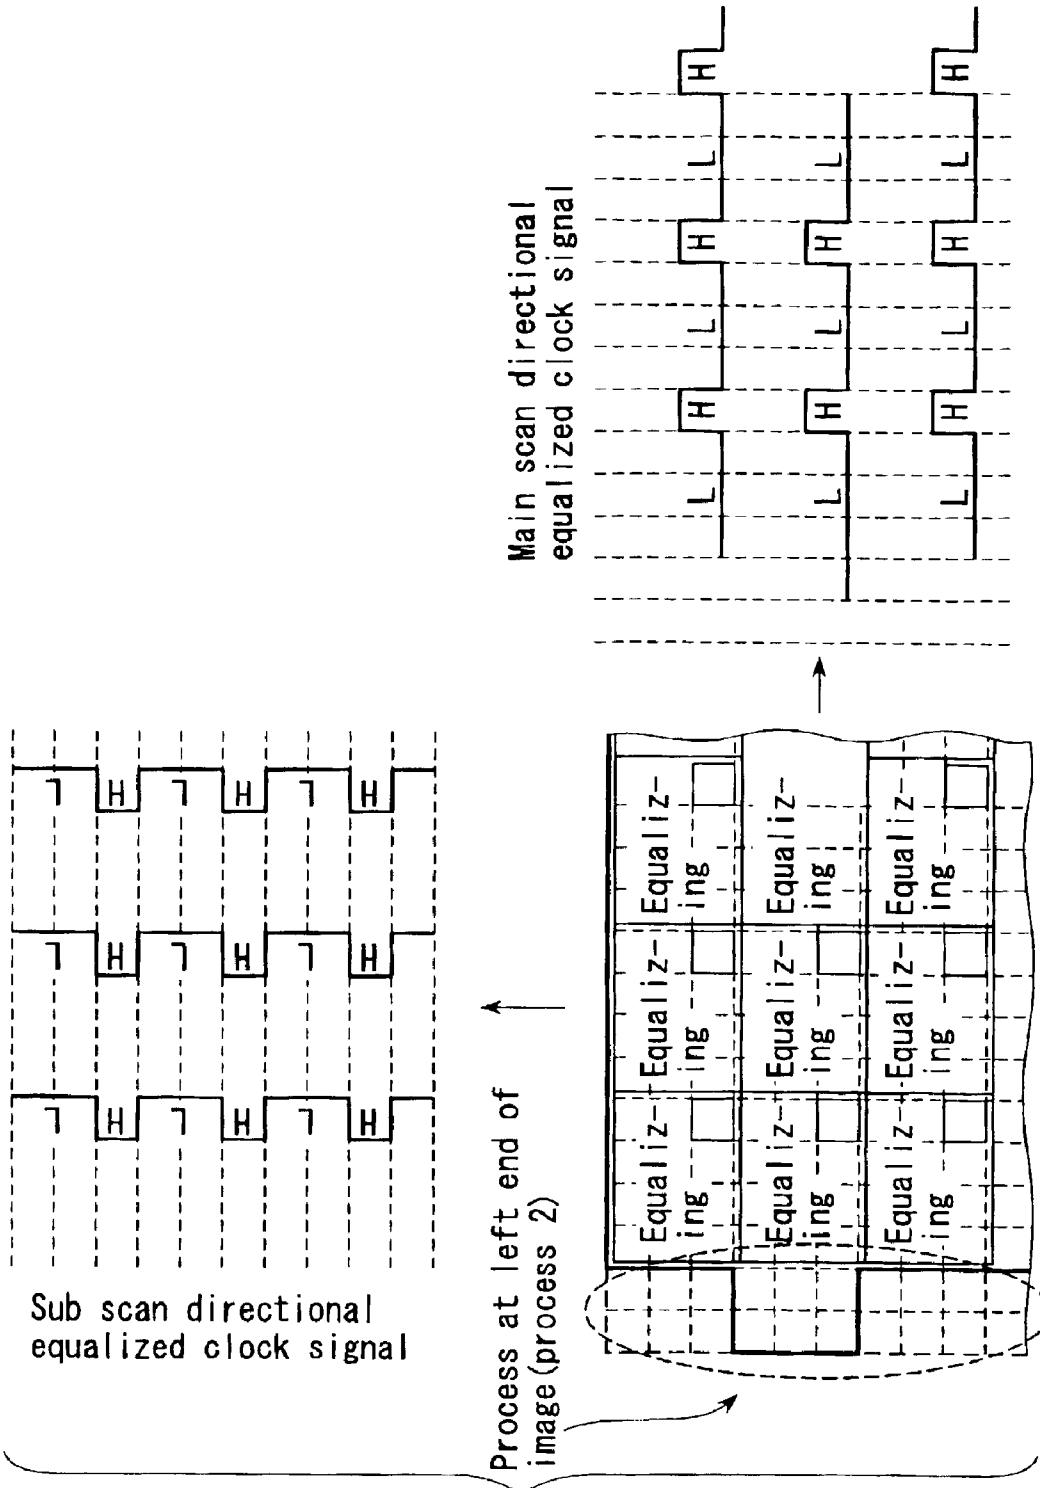 L L L
H H H
L L L
H H H
L L L
H H H
Sub scan directional
equalized clock signal
Main scan directional
equalized clock signal
L H L H L H
L H L H L
L H L H L H
Process at left end of
image(process 2)
Equaliz-
ing
Equaliz-
ing
Equaliz-
ing
Equaliz-
ing
Equaliz-
ing
Equaliz-
ing
Equaliz-
ing
Equaliz-
ing
Equaliz-
ing